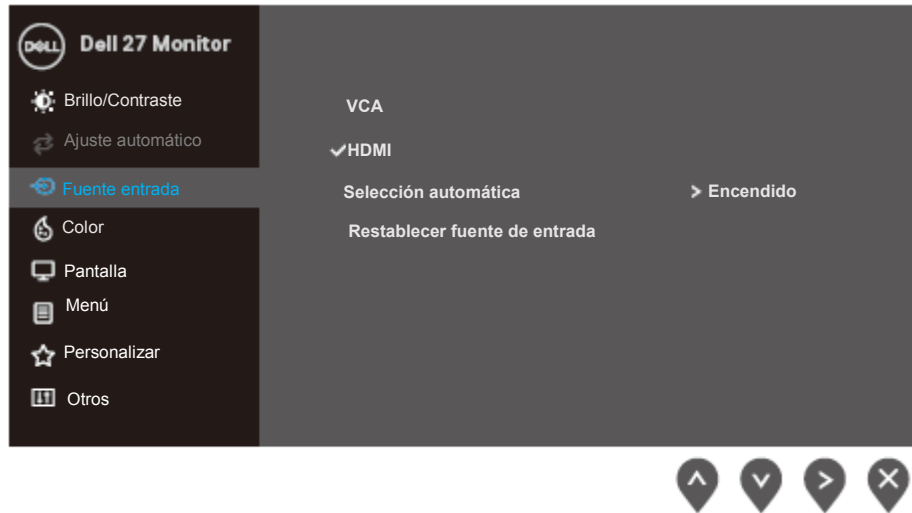 DELL Dell 27 Monitor
Brillo/Contraste
Ajuste automático
Fuente entrada
Color
Pantalla
Menú
Personalizar
Otros
VCA
HDMI
Selección automática
Encendido
Restablecer fuente de entrada